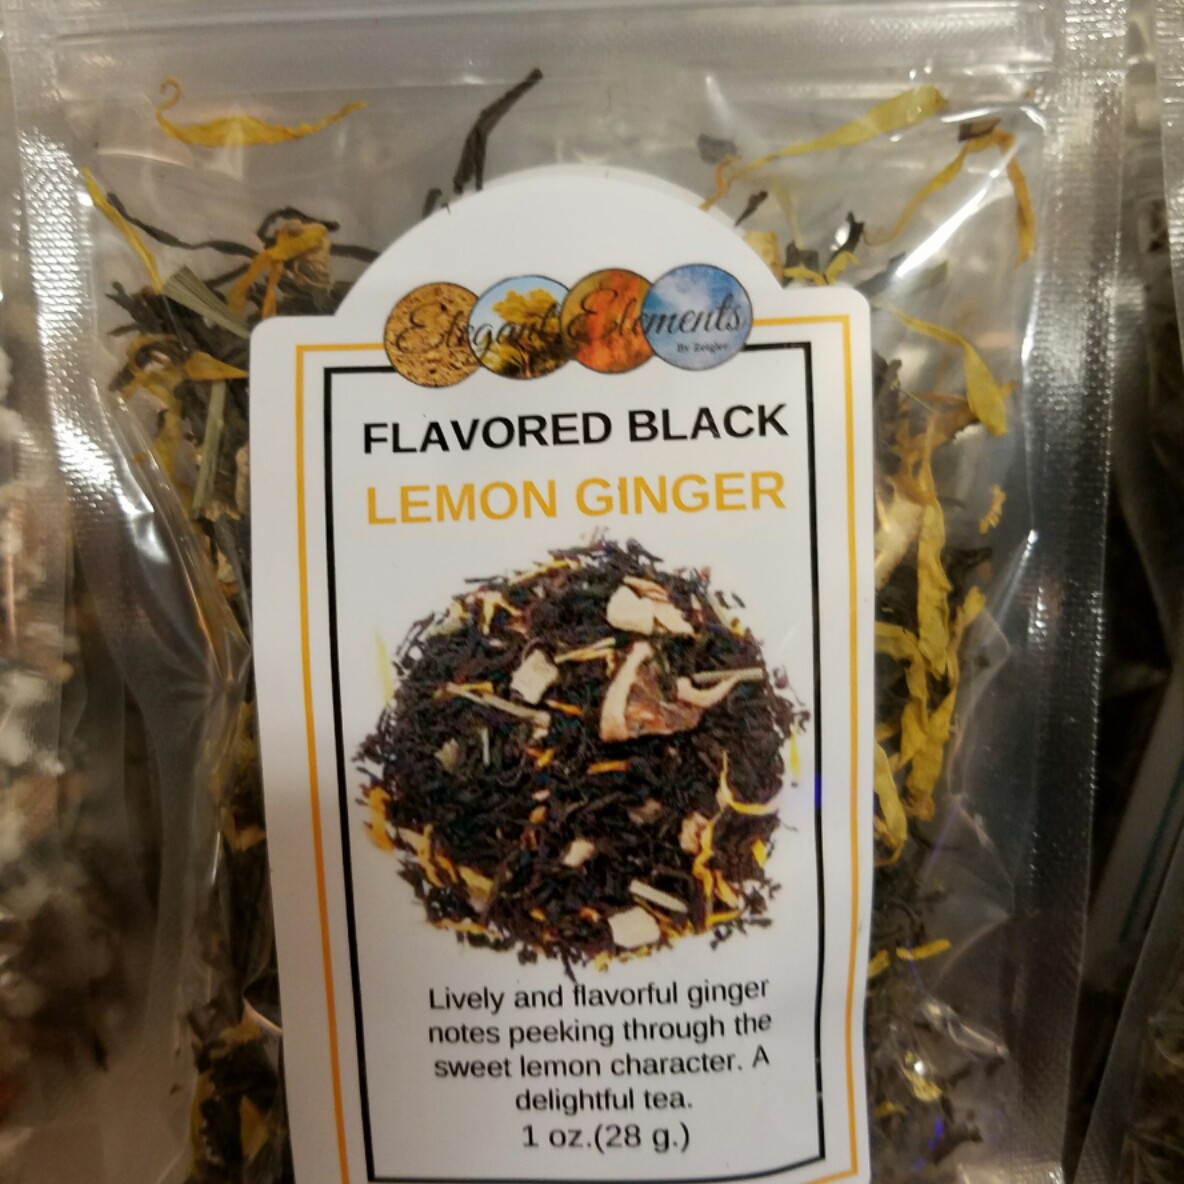 Elegant Elements
By Zeigler
FLAVORED BLACK
LEMON GINGER
Lively and flavorful ginger
notes peeking through the
sweet lemon character. A
delightful tea.
1 oz.(28 g.)